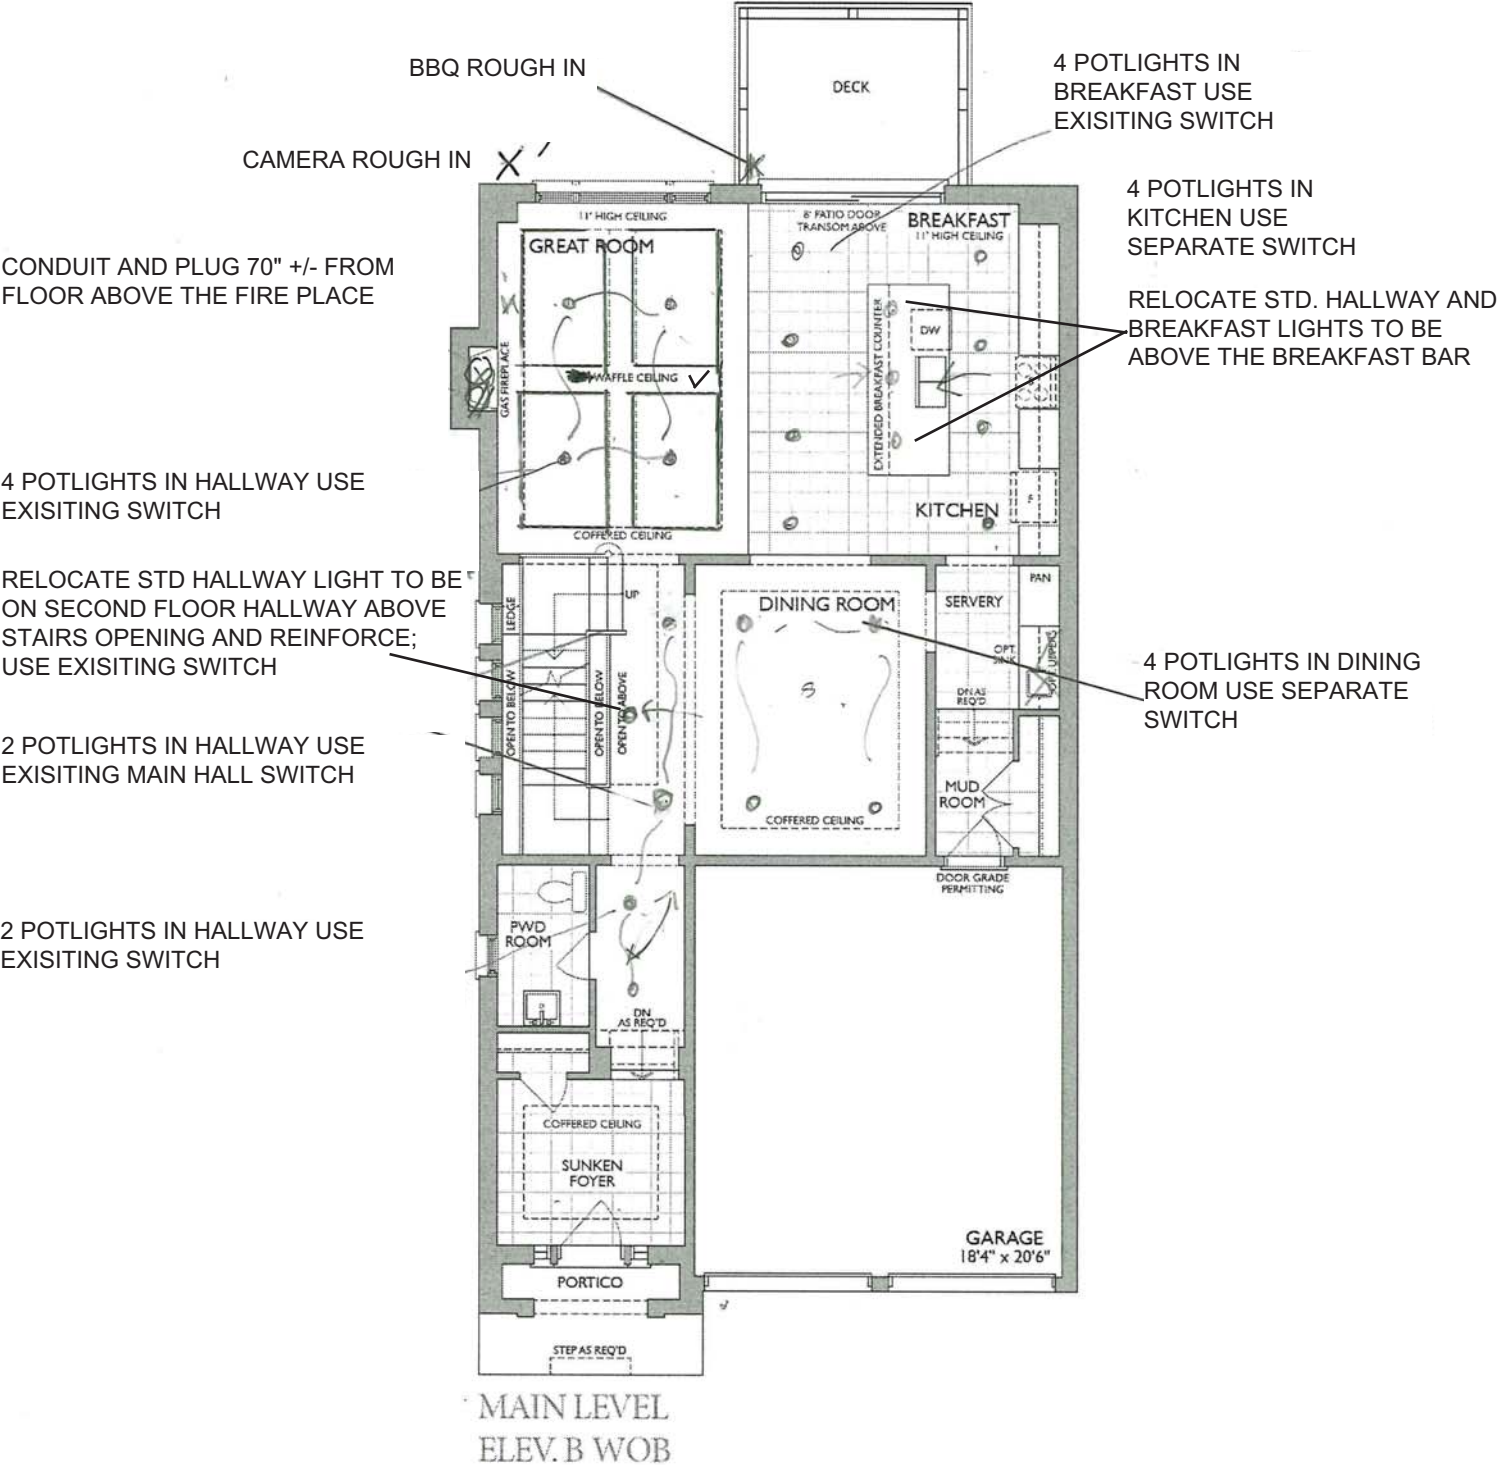 BBQ ROUGH IN
DECK
4 POTLIGHTS IN
BREAKFAST USE
EXISITING SWITCH
CAMERA ROUGH IN
4 POTLIGHTS IN
KITCHEN USE
SEPARATE SWITCH
11' HIGH CEILING
GREAT ROOM
8' PATIO DOOR
TRANSOM ABOVE
BREAKFAST
11' HIGH CEILING
CONDUIT AND PLUG 70" +/- FROM
FLOOR ABOVE THE FIRE PLACE
RELOCATE STD. HALLWAY AND
BREAKFAST LIGHTS TO BE
ABOVE THE BREAKFAST BAR
GAS FIREPLACE
WAFFLE CEILING
EXTENDED BREAKFAST COUNTER
DW
4 POTLIGHTS IN HALLWAY USE
EXISITING SWITCH
KITCHEN
COFFERED CEILING
RELOCATE STD HALLWAY LIGHT TO BE
ON SECOND FLOOR HALLWAY ABOVE
STAIRS OPENING AND REINFORCE;
USE EXISITING SWITCH
LEDGE
UP
DINING ROOM
SERVERY
PAN
OPT.
SINK
UPPERS
DN AS
REQ'D
OPEN TO BELOW
OPEN TO BELOW
OPEN TO ABOVE
4 POTLIGHTS IN DINING
ROOM USE SEPARATE
SWITCH
2 POTLIGHTS IN HALLWAY USE
EXISITING MAIN HALL SWITCH
MUD
ROOM
COFFERED CEILING
DOOR GRADE
PERMITTING
2 POTLIGHTS IN HALLWAY USE
EXISITING SWITCH
PWD
ROOM
DN
AS REQ'D
COFFERED CEILING
SUNKEN
FOYER
GARAGE
18'4" x 20'6"
PORTICO
STEP AS REQ'D
MAIN LEVEL
ELEV. B WOB